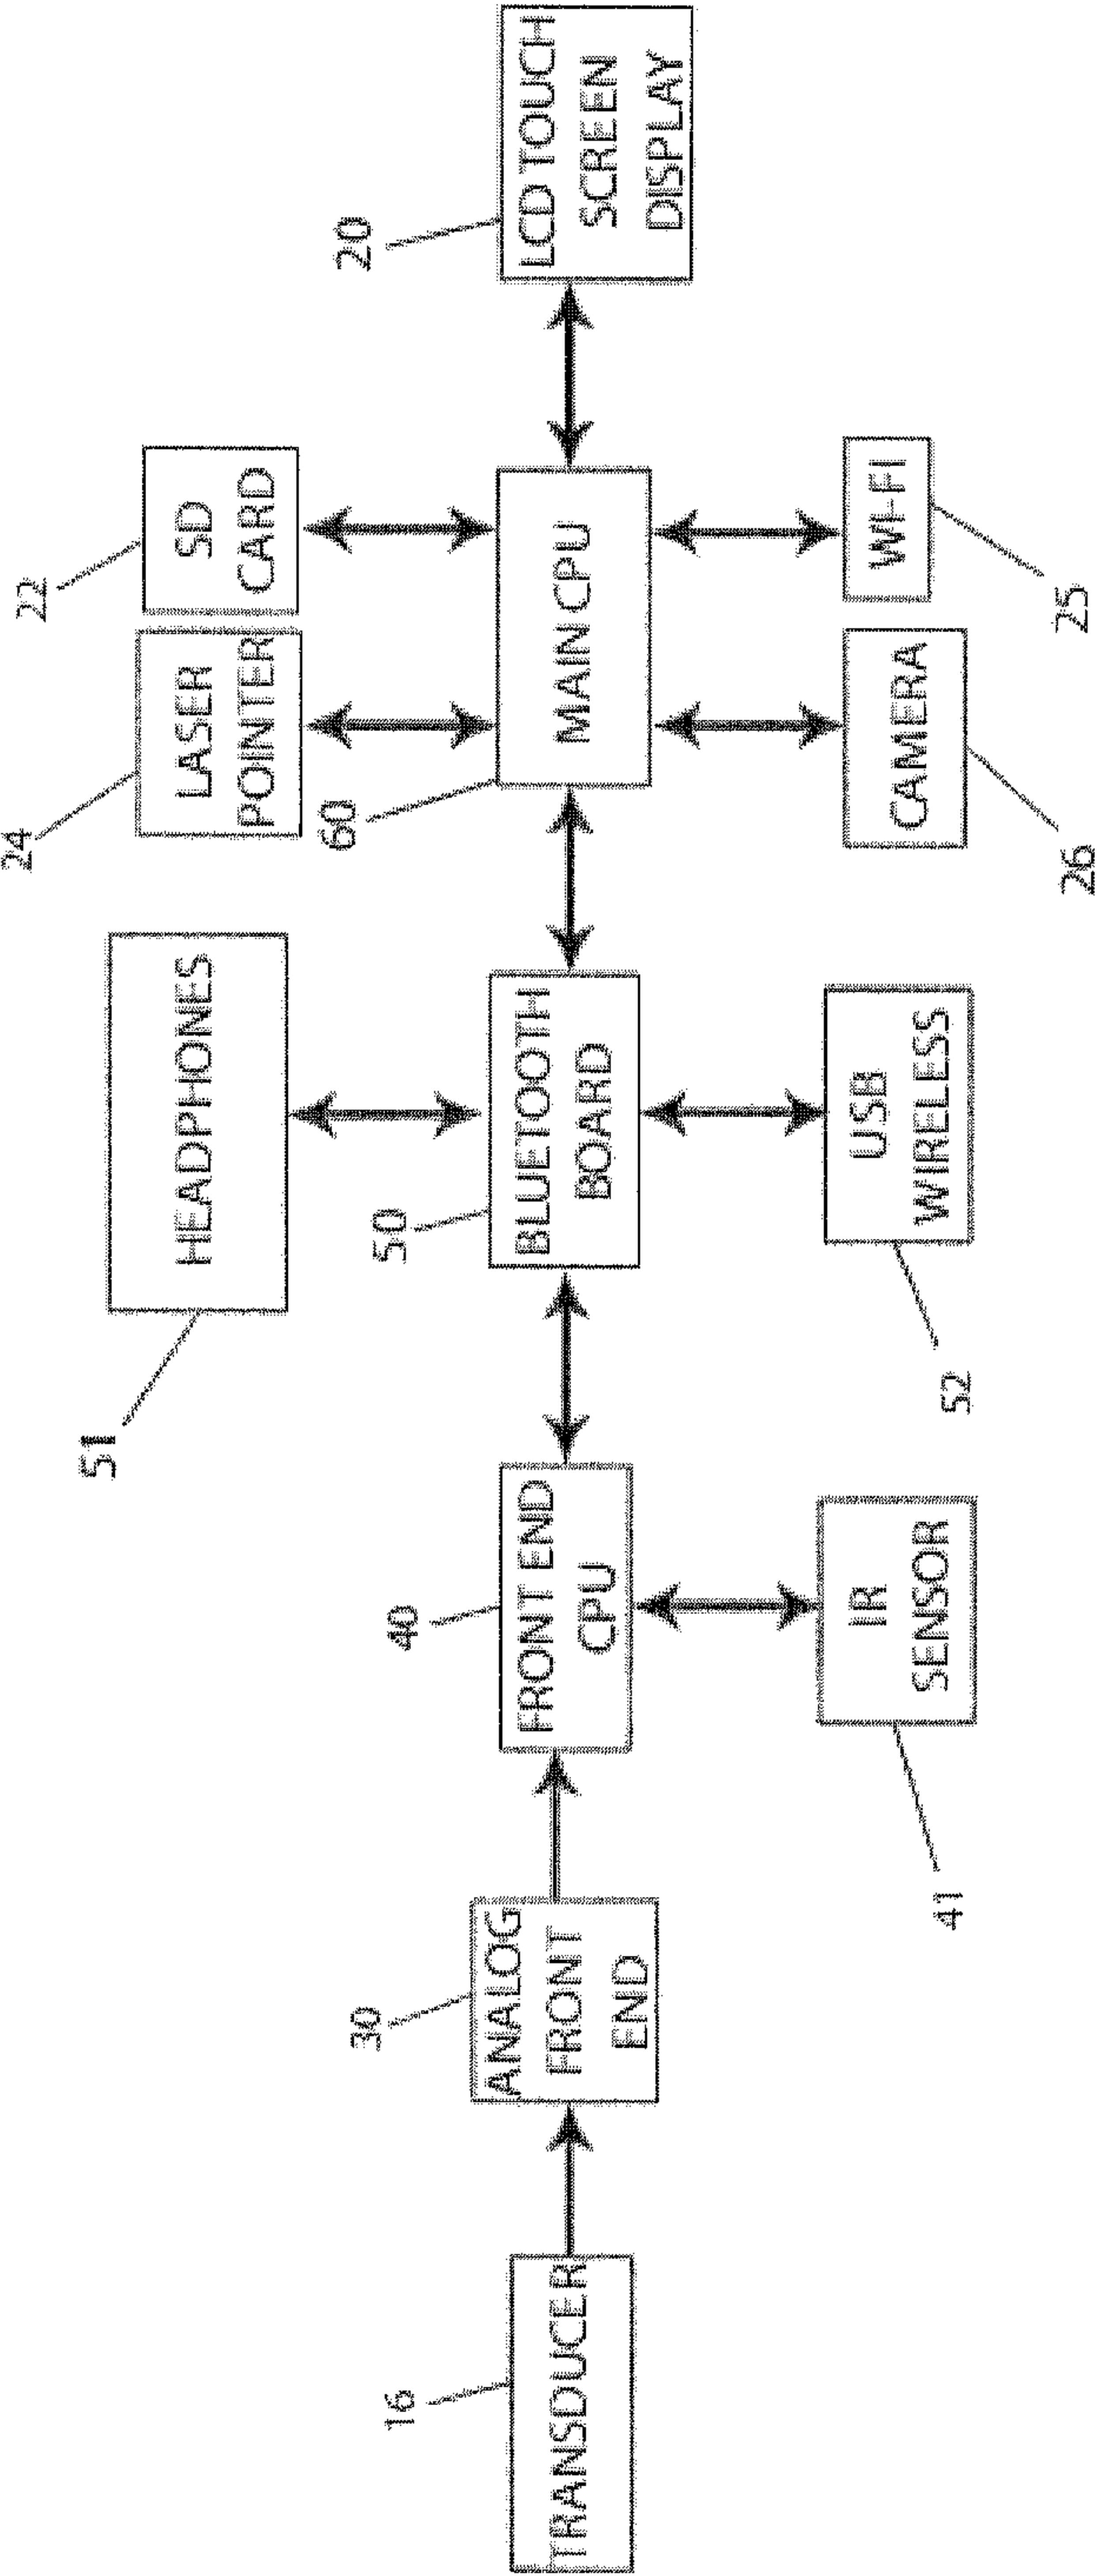 22
SD
CARD
24
LASER
POINTER
51
HEADPHONES
16
TRANSDUCER
30
ANALOG
FRONT
END
40
FRONT END
CPU
50
BLUETOOTH
BOARD
60
MAIN CPU
20
LCD TOUCH
SCREEN
DISPLAY
41
IR
SENSOR
52
USB
WIRELESS
26
CAMERA
25
WI-FI